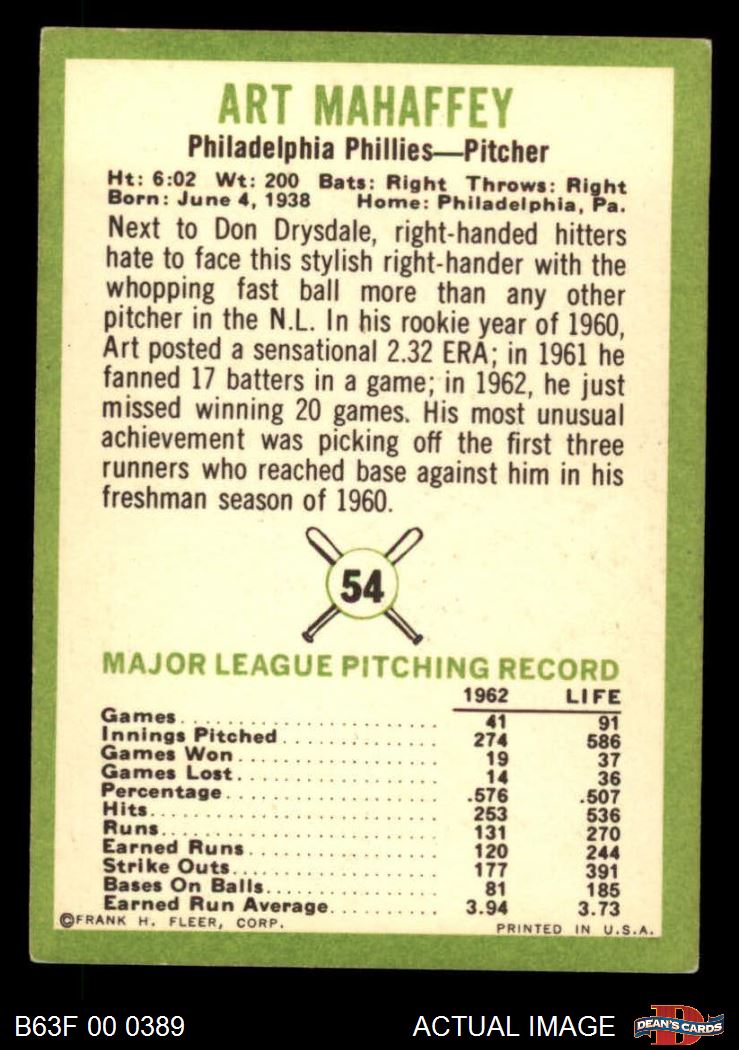 ART MAHAFFEY
Philadelphia Phillies—Pitcher
Ht: 6:02 Wt: 200 Bats: Right Throws: Right
Born: June 4, 1938 Home: Philadelphia, Pa.
Next to Don Drysdale, right-handed hitters
hate to face this stylish right-hander with the
whopping fast ball more than any other
pitcher in the N.L. In his rookie year of 1960,
Art posted a sensational 2.32 ERA; in 1961 he
fanned 17 batters in a game; in 1962, he just
missed winning 20 games. His most unusual
achievement was picking off the first three
runners who reached base against him in his
freshman season of 1960.
54
MAJOR LEAGUE PITCHING RECORD
1962 LIFE
Games 41 91
Innings Pitched 274 586
Games Won 19 37
Games Lost 14 36
Percentage .576 .507
Hits 253 536
Runs 131 270
Earned Runs 120 244
Strike Outs 177 391
Bases On Balls 81 185
Earned Run Average 3.94 3.73
©FRANK H. FLEER, CORP. PRINTED IN U.S.A.
B63F 00 0389 ACTUAL IMAGE DEAN'S CARDS